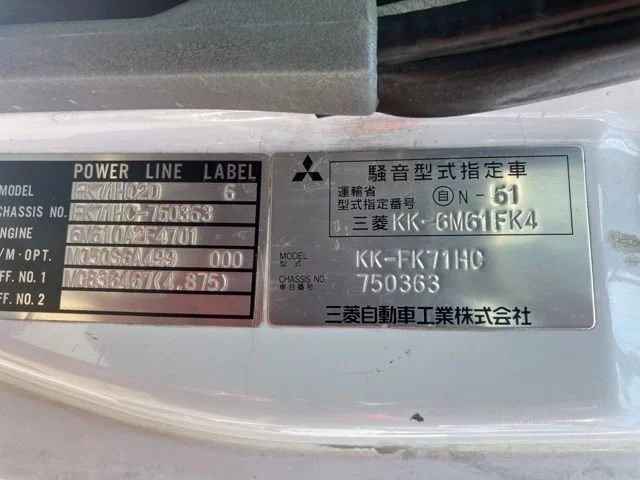 POWER LINE LABEL
MODEL FK71HC2D 6
CHASSIS NO. FK71HC-750363
ENGINE 6M610A2F4701
/M·OPT. M050S6A499 000
FF. NO. 1 MC836467(4.875)
FF. NO. 2
騒音型式指定車
運輸省
型式指定番号 自 N - 51
三菱 KK-6M61FK4
MODEL
型式 KK-FK71HC
CHASSIS NO
車台番号 750363
三菱自動車工業株式会社